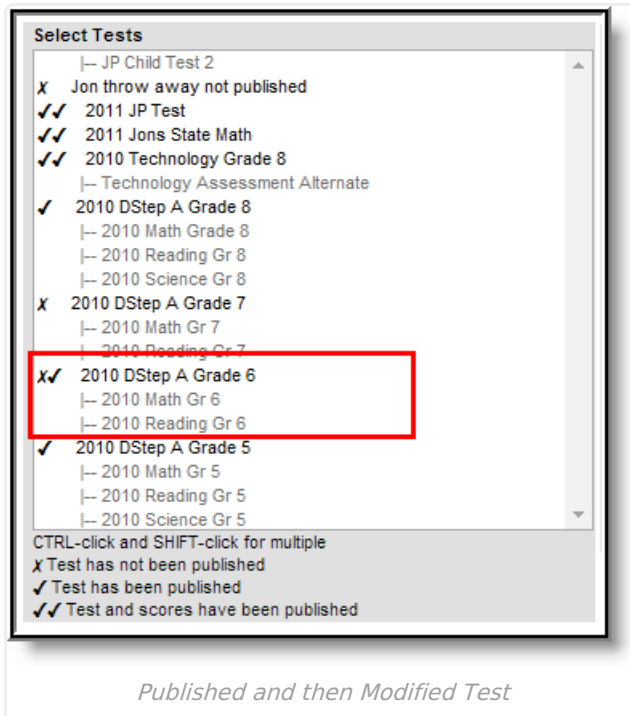 Select Tests
|-- JP Child Test 2
✗ Jon throw away not published
✓✓ 2011 JP Test
✓✓ 2011 Jons State Math
✓✓ 2010 Technology Grade 8
|-- Technology Assessment Alternate
✓ 2010 DStep A Grade 8
|-- 2010 Math Grade 8
|-- 2010 Reading Gr 8
|-- 2010 Science Gr 8
✗ 2010 DStep A Grade 7
|-- 2010 Math Gr 7
|-- 2010 Reading Gr 7
✗✓ 2010 DStep A Grade 6
|-- 2010 Math Gr 6
|-- 2010 Reading Gr 6
✓ 2010 DStep A Grade 5
|-- 2010 Math Gr 5
|-- 2010 Reading Gr 5
|-- 2010 Science Gr 5
CTRL-click and SHIFT-click for multiple
✗ Test has not been published
✓ Test has been published
✓✓ Test and scores have been published
Published and then Modified Test